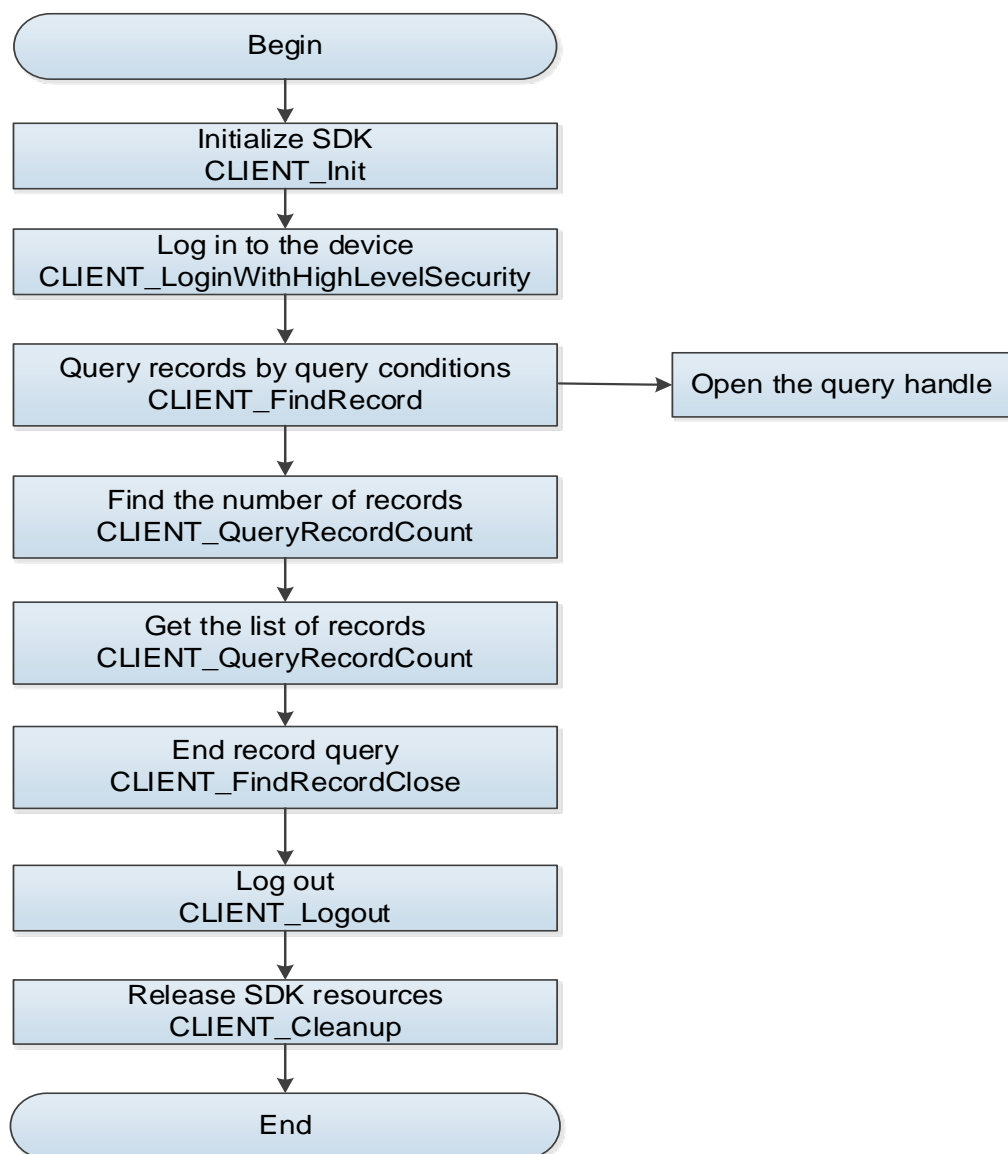 Begin
Initialize SDK
CLIENT_Init
Log in to the device
CLIENT_LoginWithHighLevelSecurity
Query records by query conditions
CLIENT_FindRecord
Open the query handle
Find the number of records
CLIENT_QueryRecordCount
Get the list of records
CLIENT_QueryRecordCount
End record query
CLIENT_FindRecordClose
Log out
CLIENT_Logout
Release SDK resources
CLIENT_Cleanup
End